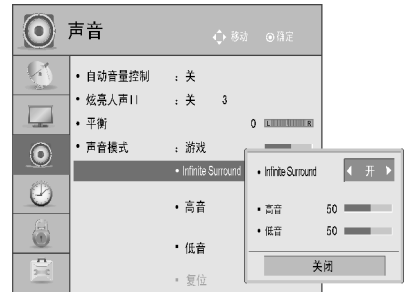 声音
移动 确定
• 自动音量控制 : 关
• 炫亮人声II : 关 3
• 平衡 0 L R
• 声音模式 : 游戏
• Infinite Surround
• 高音
• 低音
• 复位
• Infinite Surround 开
• 高音 50
• 低音 50
关闭